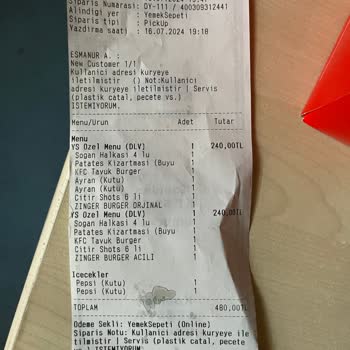 Siparis Numarası: DY-111 / 400309312441
Alindigi yer : YemekSepeti
Siparis tipi : PickUp
Yazdırma saati : 16.07.2024 19:18
ESMANUR A. :
New Customer 1/1
Kullanici adresi kuryeye
iletilmistir () Not:Kullanici
adresi kuryeye iletilmistir | Servis
(plastik catal, pecete vs.)
ISTEMIYORUM.
Menu/Urun Adet Tutar
Menu
YS Ozel Menu (DLV) 1 240,00TL
Sogan Halkasi 4 lu 1
Patates Kizartmasi (Buyu 1
KFC Tavuk Burger 1
Ayran (Kutu) 1
Ayran (Kutu) 1
Citir Shots 6 li 1
ZINGER BURGER ORJINAL 1
YS Ozel Menu (DLV) 1 240,00TL
Sogan Halkasi 4 lu 1
Patates Kizartmasi (Buyu 1
KFC Tavuk Burger 1
Citir Shots 6 li 1
ZINGER BURGER ACILI 1
Icecekler
Pepsi (Kutu) 1
Pepsi (Kutu) 1
TOPLAM 480,00TL
Odeme Sekli: YemekSepeti (Online)
Siparis Notu: Kullanici adresi kuryeye ile
tilmistir | Servis (plastik catal, pecete
vs.) ISTEMIYORUM